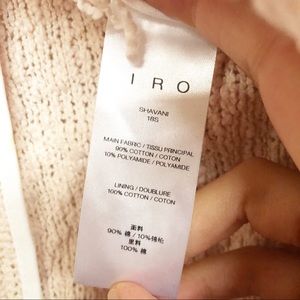 IRO
SHAVANI
18S
MAIN FABRIC / TISSU PRINCIPAL
90% COTTON / COTON
10% POLYAMIDE / POLYAMIDE
LINING / DOUBLURE
100% COTTON / COTON
面料
90% 棉 / 10% 锦纶
里料
100% 棉